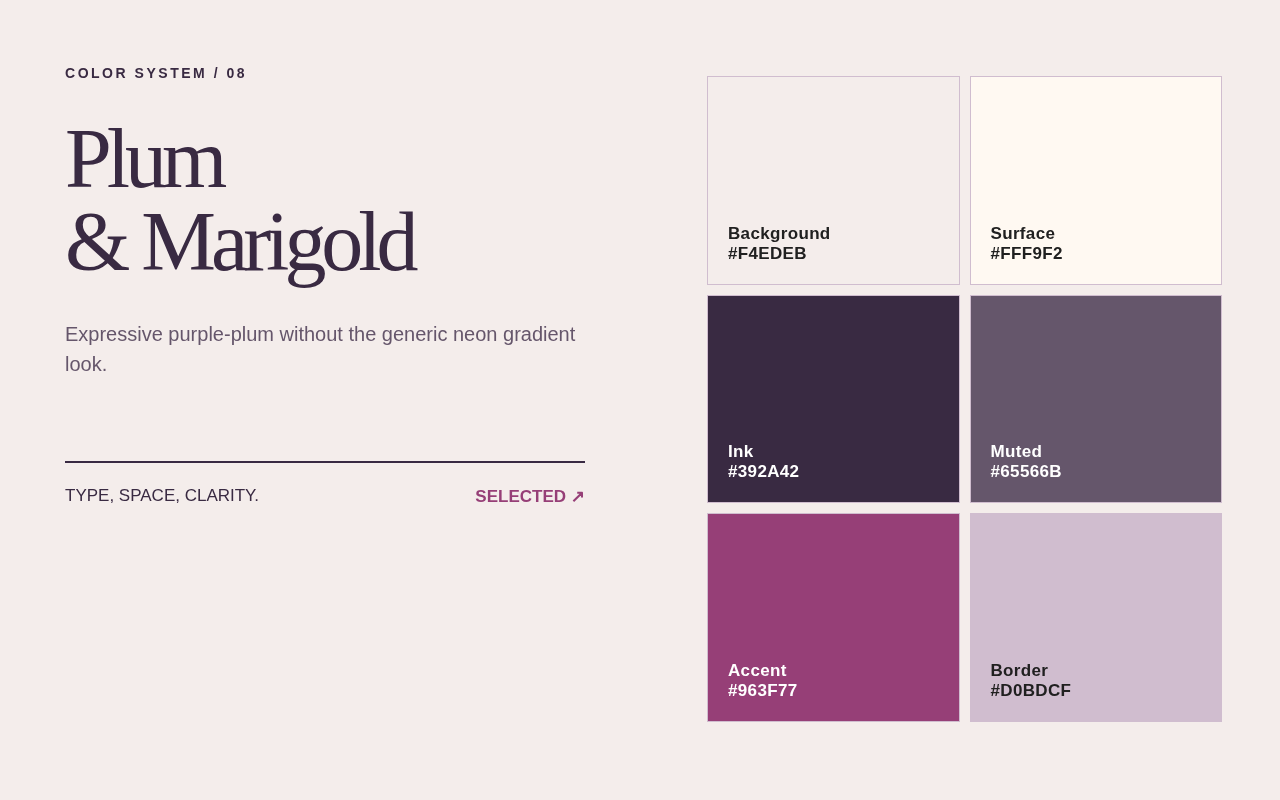 COLOR SYSTEM / 08
Plum
& Marigold
Expressive purple-plum without the generic neon gradient
look.
TYPE, SPACE, CLARITY.
SELECTED ↗
Background
#F4EDEB
Surface
#FFF9F2
Ink
#392A42
Muted
#65566B
Accent
#963F77
Border
#D0BDCF